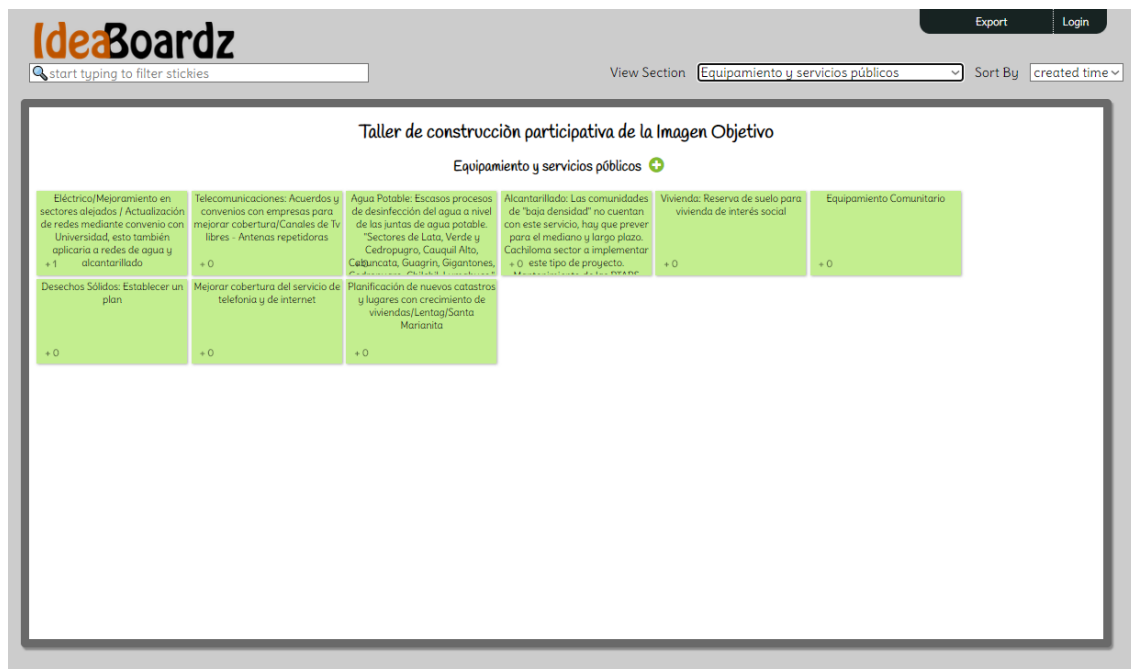 Export Login
IdeaBoardz
start typing to filter stickies
View Section Equipamiento y servicios públicos Sort By created time
Taller de construcciòn participativa de la Imagen Objetivo
Equipamiento y servicios públicos
Eléctrico/Mejoramiento en
sectores alejados / Actualización
de redes mediante convenio con
Universidad, esto también
aplicaria a redes de agua y
alcantarillado
+ 1
Telecomunicaciones: Acuerdos y
convenios con empresas para
mejorar cobertura/Canales de Tv
libres - Antenas repetidoras
+ 0
Agua Potable: Escasos procesos
de desinfección del agua a nivel
de las juntas de agua potable.
"Sectores de Lata, Verde y
Cedropugro, Cauquil Alto,
Guagrin, Gigantones,
Alcantarillado: Las comunidades
de "baja densidad" no cuentan
con este servicio, hay que prever
para el mediano y largo plazo.
Cachiloma sector a implementar
+ 0 este tipo de proyecto.
Vivienda: Reserva de suelo para
vivienda de interés social
+ 0
Equipamiento Comunitario
+ 0
Desechos Sólidos: Establecer un
plan
+ 0
Mejorar cobertura del servicio de
telefonia y de internet
+ 0
Planificación de nuevos catastros
y lugares con crecimiento de
viviendas/Lentag/Santa
Marianita
+ 0